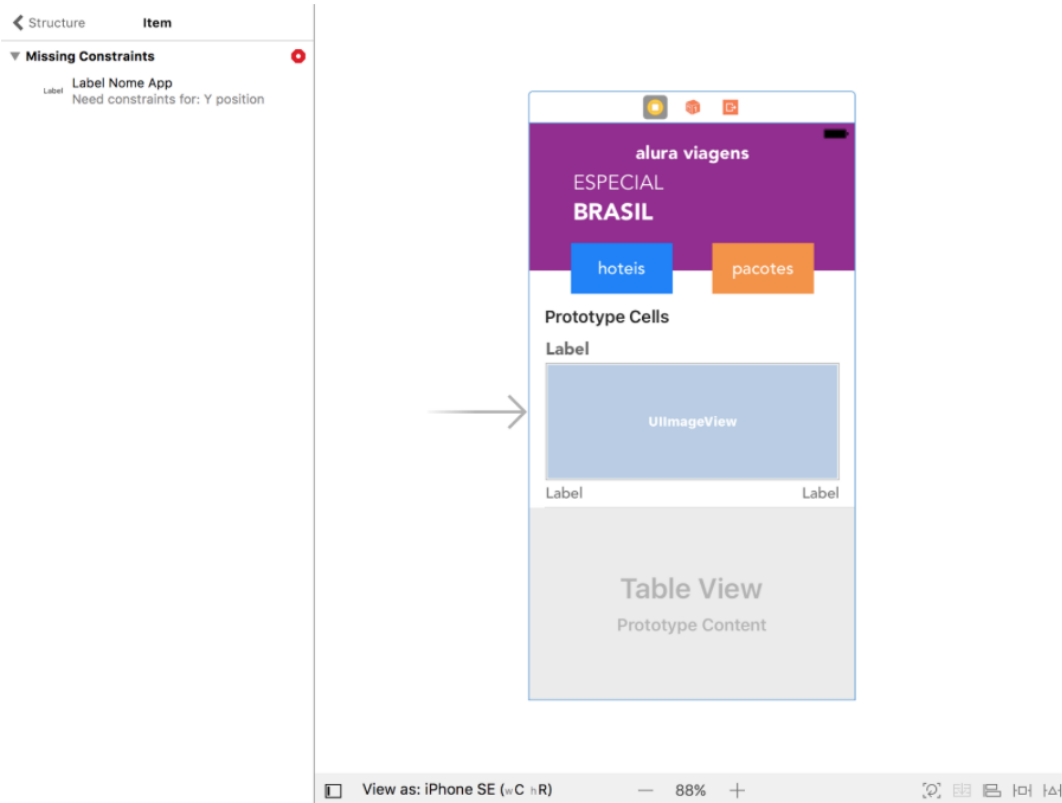 Structure
Item
Missing Constraints
Label
Label Nome App
Need constraints for: Y position
alura viagens
ESPECIAL
BRASIL
hoteis
pacotes
Prototype Cells
Label
UIImageView
Label
Label
Table View
Prototype Content
View as: iPhone SE (wC hR)
88%